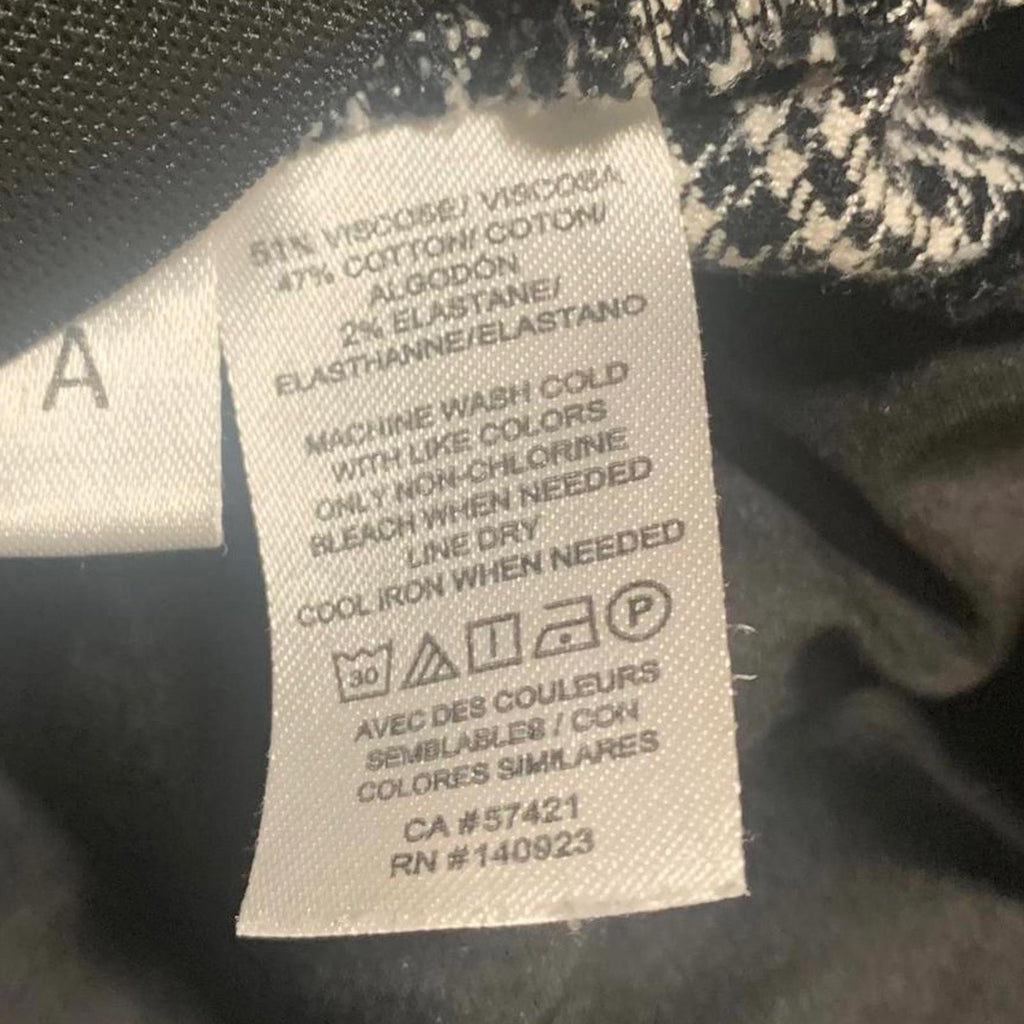 A
51% VISCOSE/ VISCOSA
47% COTTON/ COTON/
ALGODÓN
2% ELASTANE/
ELASTHANNE/ELASTANO
MACHINE WASH COLD
WITH LIKE COLORS
ONLY NON-CHLORINE
BLEACH WHEN NEEDED
LINE DRY
COOL IRON WHEN NEEDED
30 P
AVEC DES COULEURS
SEMBLABLES / CON
COLORES SIMILARES
CA #57421
RN #140923